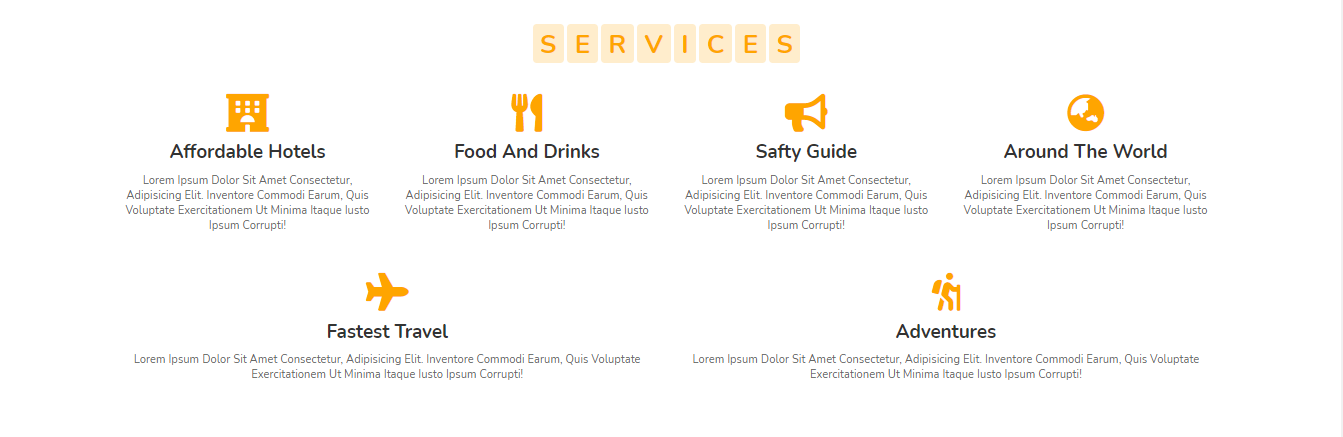 SERVICES
Affordable Hotels
Lorem Ipsum Dolor Sit Amet Consectetur,
Adipisicing Elit. Inventore Commodi Earum, Quis
Voluptate Exercitationem Ut Minima Itaque Iusto
Ipsum Corrupti!
Food And Drinks
Lorem Ipsum Dolor Sit Amet Consectetur,
Adipisicing Elit. Inventore Commodi Earum, Quis
Voluptate Exercitationem Ut Minima Itaque Iusto
Ipsum Corrupti!
Safty Guide
Lorem Ipsum Dolor Sit Amet Consectetur,
Adipisicing Elit. Inventore Commodi Earum, Quis
Voluptate Exercitationem Ut Minima Itaque Iusto
Ipsum Corrupti!
Around The World
Lorem Ipsum Dolor Sit Amet Consectetur,
Adipisicing Elit. Inventore Commodi Earum, Quis
Voluptate Exercitationem Ut Minima Itaque Iusto
Ipsum Corrupti!
Fastest Travel
Lorem Ipsum Dolor Sit Amet Consectetur, Adipisicing Elit. Inventore Commodi Earum, Quis Voluptate
Exercitationem Ut Minima Itaque Iusto Ipsum Corrupti!
Adventures
Lorem Ipsum Dolor Sit Amet Consectetur, Adipisicing Elit. Inventore Commodi Earum, Quis Voluptate
Exercitationem Ut Minima Itaque Iusto Ipsum Corrupti!